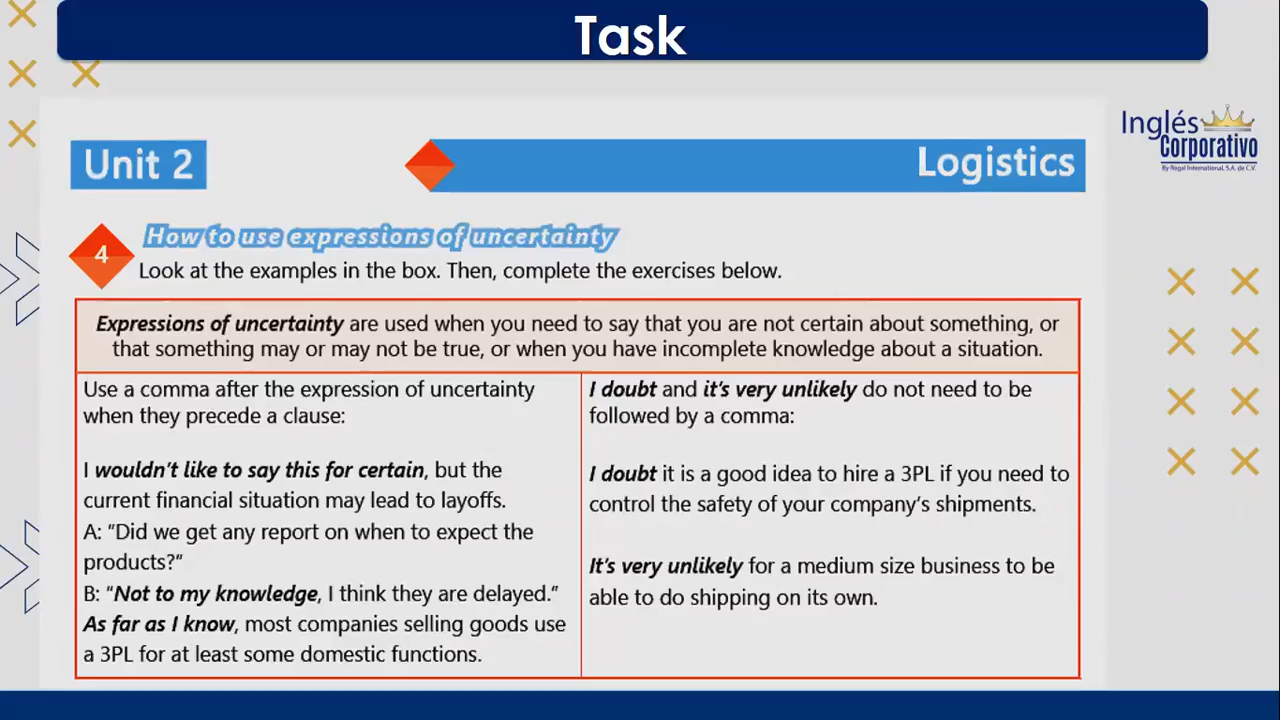 Task
Inglés
Corporativo
By Regal International, S.A. de C.V.
Unit 2
Logistics
4
How to use expressions of uncertainty
Look at the examples in the box. Then, complete the exercises below.
Expressions of uncertainty are used when you need to say that you are not certain about something, or
that something may or may not be true, or when you have incomplete knowledge about a situation.
Use a comma after the expression of uncertainty
when they precede a clause:
I wouldn't like to say this for certain, but the
current financial situation may lead to layoffs.
A: "Did we get any report on when to expect the
products?"
B: "Not to my knowledge, I think they are delayed."
As far as I know, most companies selling goods use
a 3PL for at least some domestic functions.
I doubt and it's very unlikely do not need to be
followed by a comma:
I doubt it is a good idea to hire a 3PL if you need to
control the safety of your company's shipments.
It's very unlikely for a medium size business to be
able to do shipping on its own.